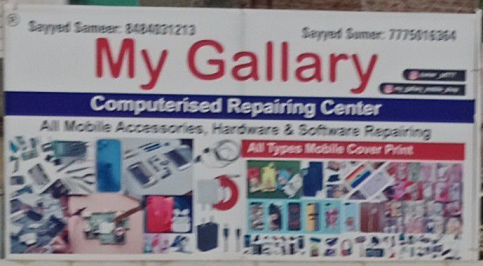 Sayyed Sameer: 8484031213
Sayyed Sumer: 7775016364
My Gallary
Computerised Repairing Center
All Mobile Accessories, Hardware & Software Repairing
All Types Mobile Cover Print